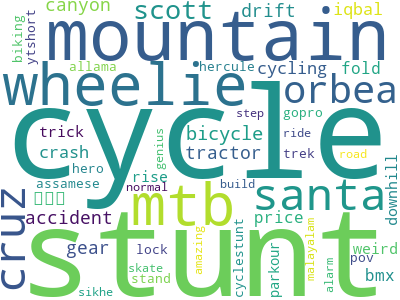 canyon scott drift iqbal
biking ytshort mountain
allama hercule cycling fold
wheelie orbea
cycle
trick bicycle step gopro
crash tractor ride
genius hero rise trek road
assamese normal build downhill
mtb santa
cruz accident price
stunt
gear lock cyclestunt weird
stand amazing parkour malayalam pov bmx
skate sikhe alarm